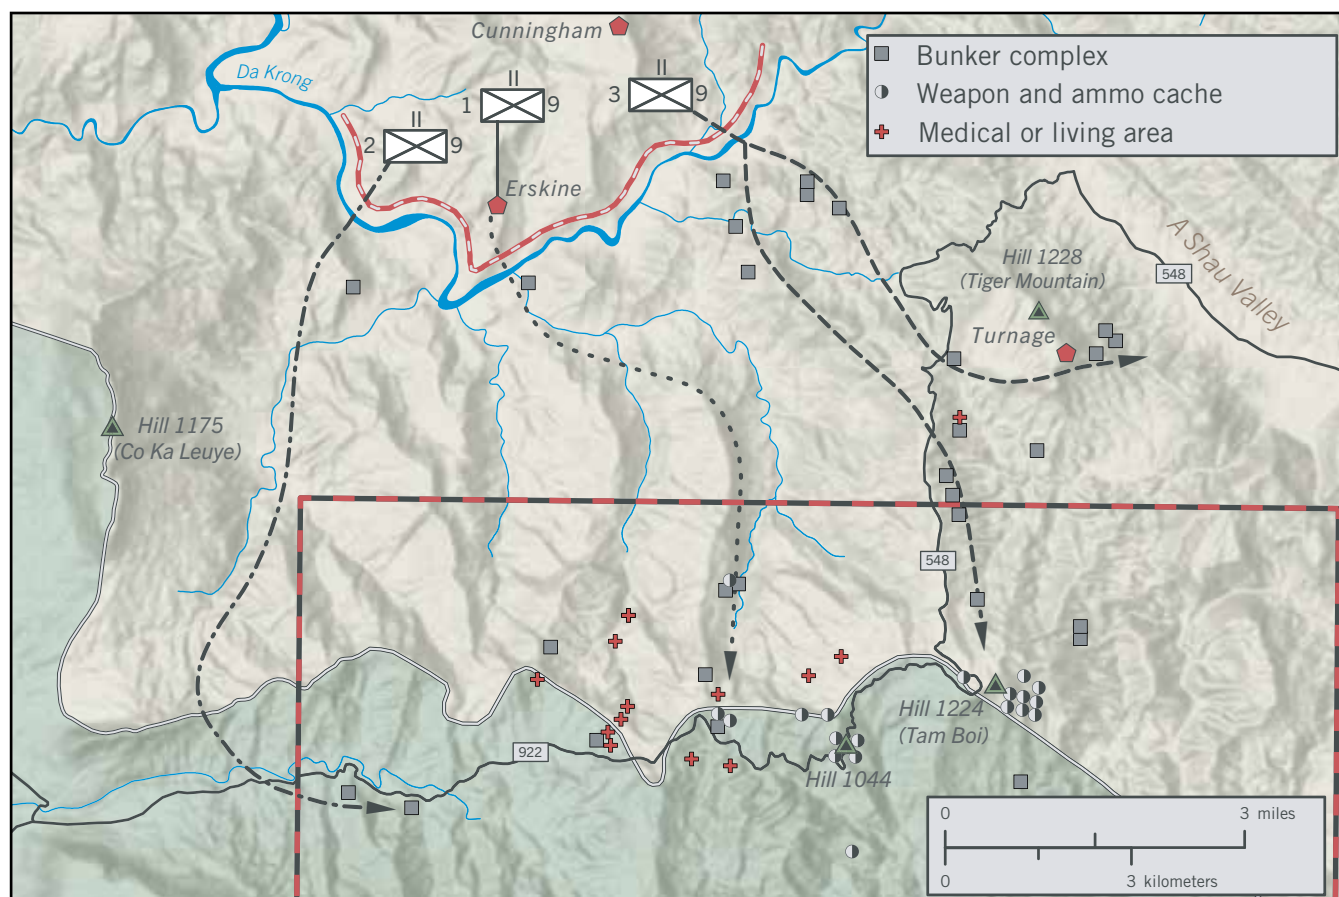 Cunningham
Da Krong
II
1 9
II
3 9
II
2 9
Bunker complex
Weapon and ammo cache
Medical or living area
Erskine
A Shau Valley
548
Hill 1228
(Tiger Mountain)
Turnage
Hill 1175
(Co Ka Leuye)
548
Hill 1224
(Tam Boi)
922
Hill 1044
0 3 miles
0 3 kilometers